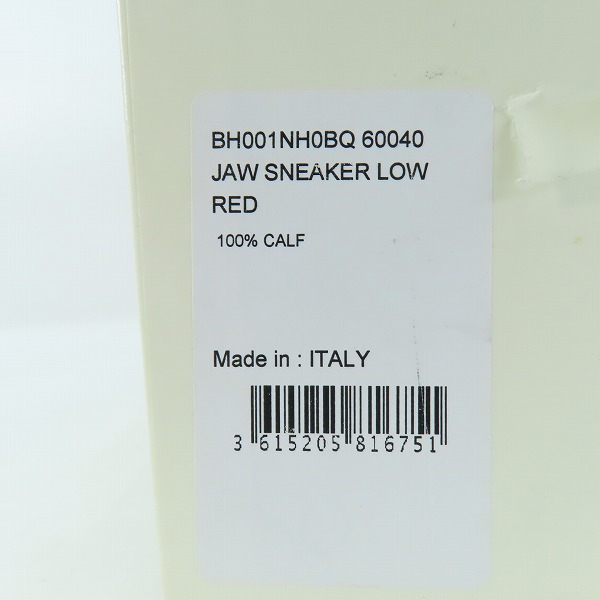 BH001NH0BQ 60040
JAW SNEAKER LOW
RED
100% CALF
Made in : ITALY
3 615205 816751